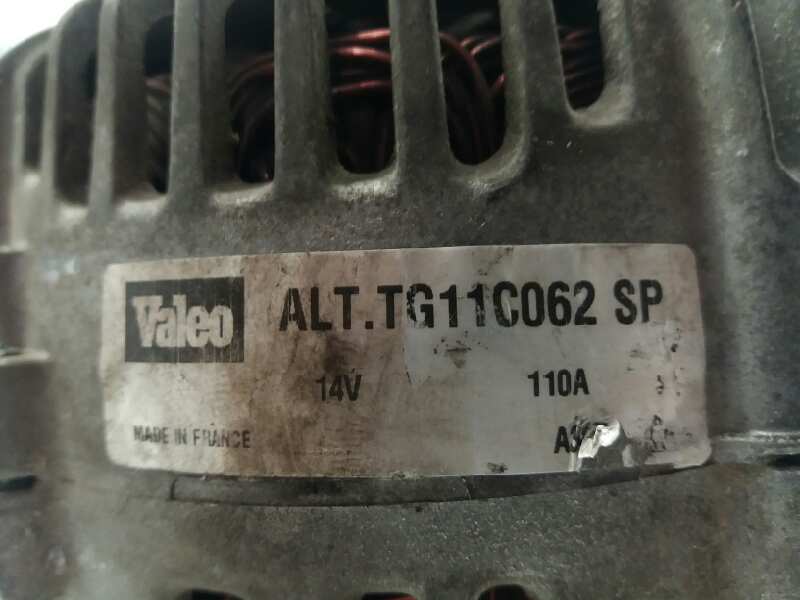 Valeo
ALT.TG11C062 SP
14V 110A
MADE IN FRANCE